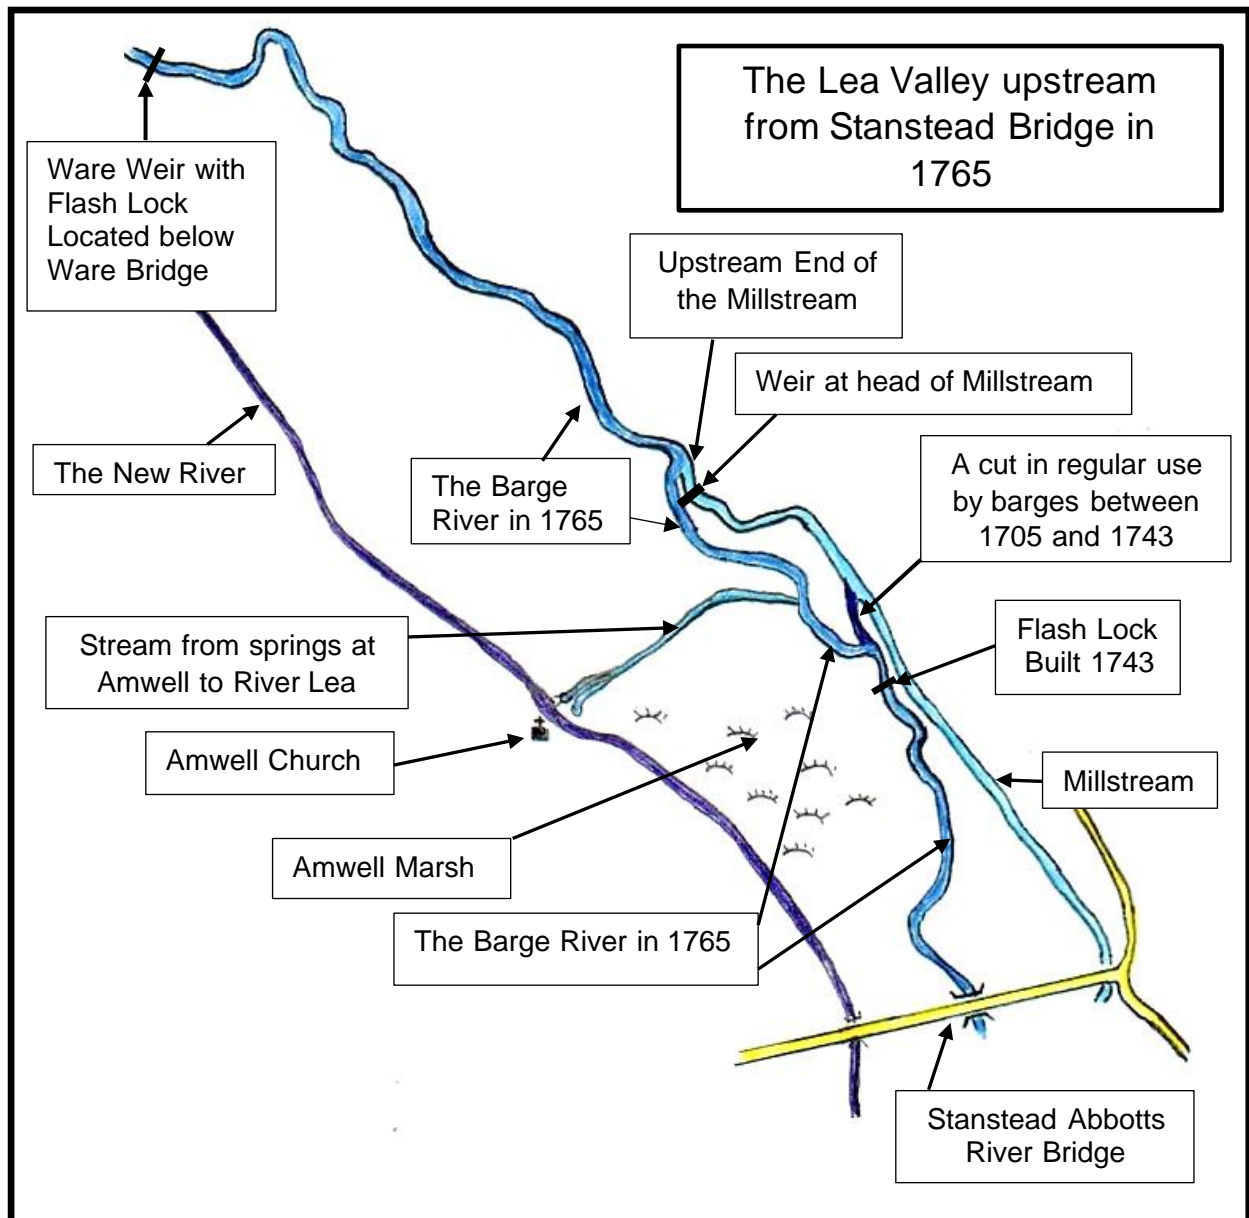 The Lea Valley upstream
from Stanstead Bridge in
1765
Ware Weir with
Flash Lock
Located below
Ware Bridge
Upstream End of
the Millstream
Weir at head of Millstream
The New River
The Barge
River in 1765
A cut in regular use
by barges between
1705 and 1743
Stream from springs at
Amwell to River Lea
Flash Lock
Built 1743
Amwell Church
Millstream
Amwell Marsh
The Barge River in 1765
Stanstead Abbotts
River Bridge